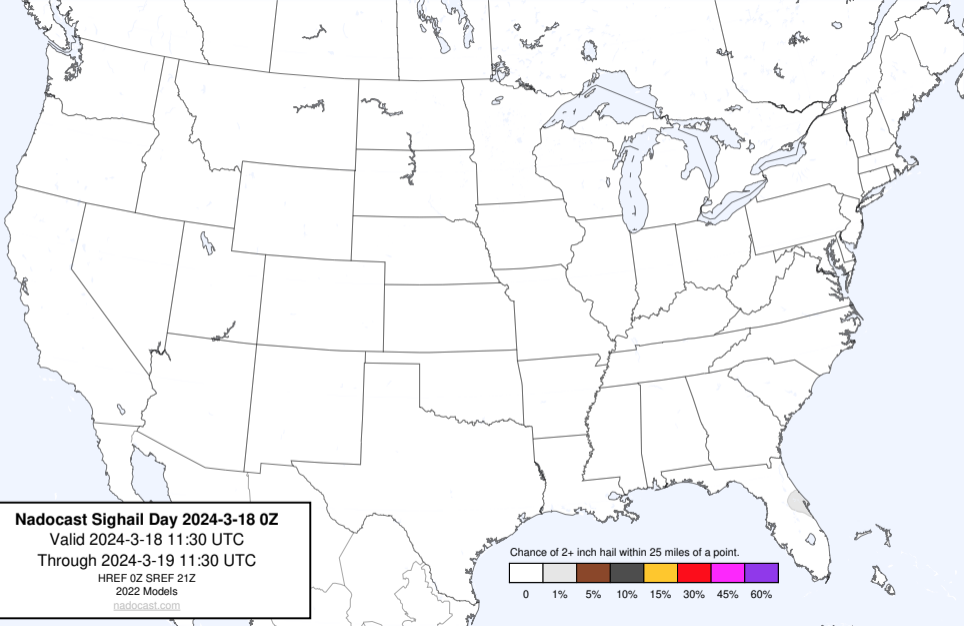 Nadocast Sighail Day 2024-3-18 0Z
Valid 2024-3-18 11:30 UTC
Through 2024-3-19 11:30 UTC
HREF 0Z SREF 21Z
2022 Models
nadocast.com
Chance of 2+ inch hail within 25 miles of a point.
0 1% 5% 10% 15% 30% 45% 60%